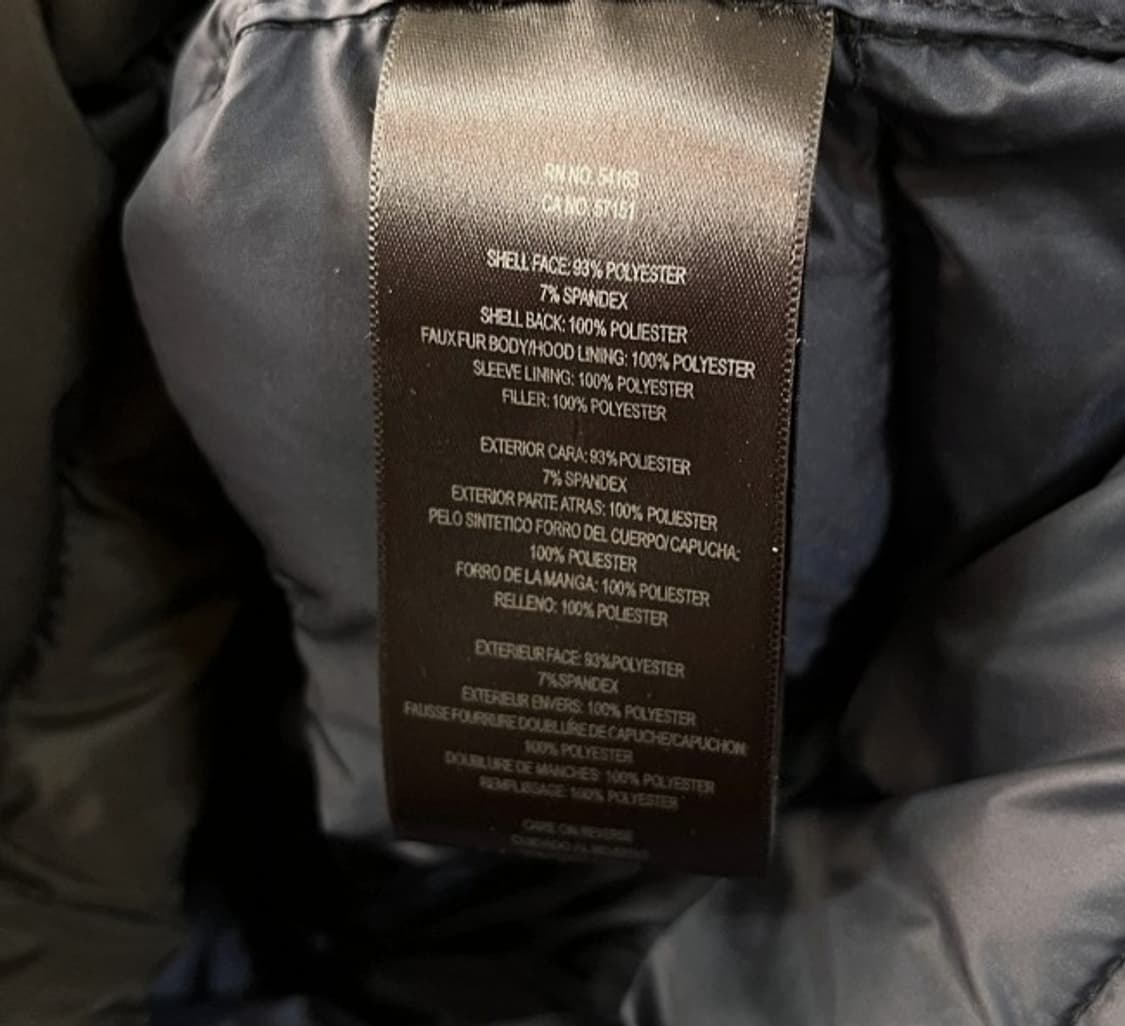 RN NO. 54163
CA NO 57151
SHELL FACE: 93% POLYESTER
7% SPANDEX
SHELL BACK: 100% POLIESTER
FAUX FUR BODY/HOOD LINING: 100% POLYESTER
SLEEVE LINING: 100% POLYESTER
FILLER: 100% POLYESTER
EXTERIOR CARA: 93% POLIESTER
7% SPANDEX
EXTERIOR PARTE ATRAS: 100% POLIESTER
PELO SINTETICO FORRO DEL CUERPO/CAPUCHA:
100% POLIESTER
FORRO DE LA MANGA: 100% POLIESTER
RELLENO: 100% POLIESTER
EXTERIEUR FACE: 93% POLYESTER
7% SPANDEX
EXTERIEUR ENVERS: 100% POLYESTER
FAUSSE FOURRURE DOUBLURE DE CAPUCHE/CAPUCHON
100% POLYESTER
DOUBLURE DE MANCHES: 100% POLYESTER
REMPLISSAGE: 100% POLYESTER
CARE ON REVERSE
CUIDADO AL